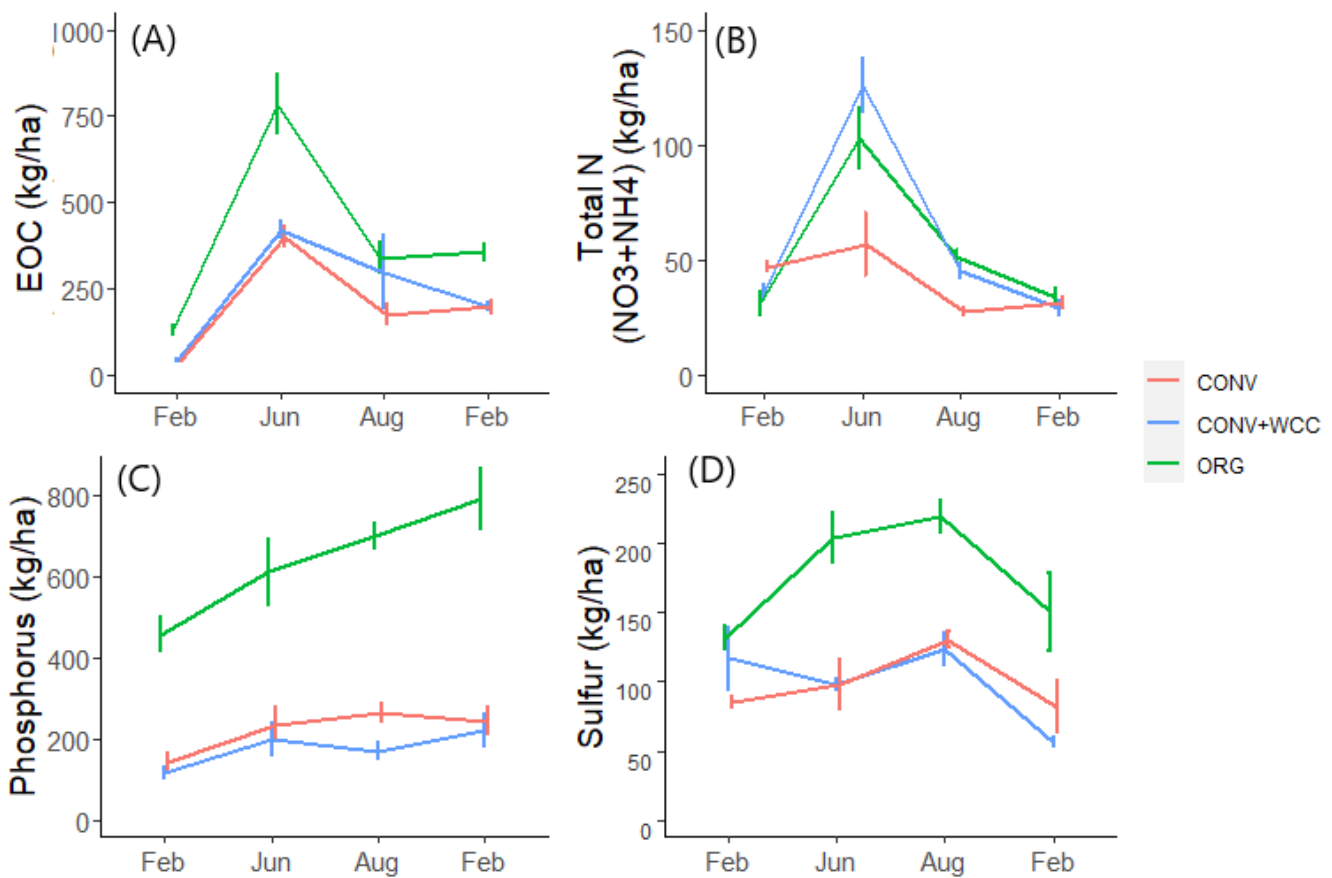 (A)
EOC (kg/ha)
1000
750
500
250
0
Feb Jun Aug Feb
(B)
Total N
(NO3+NH4) (kg/ha)
150
100
50
0
Feb Jun Aug Feb
CONV
CONV+WCC
ORG
(C)
Phosphorus (kg/ha)
800
600
400
200
0
Feb Jun Aug Feb
(D)
Sulfur (kg/ha)
250
200
150
100
50
0
Feb Jun Aug Feb